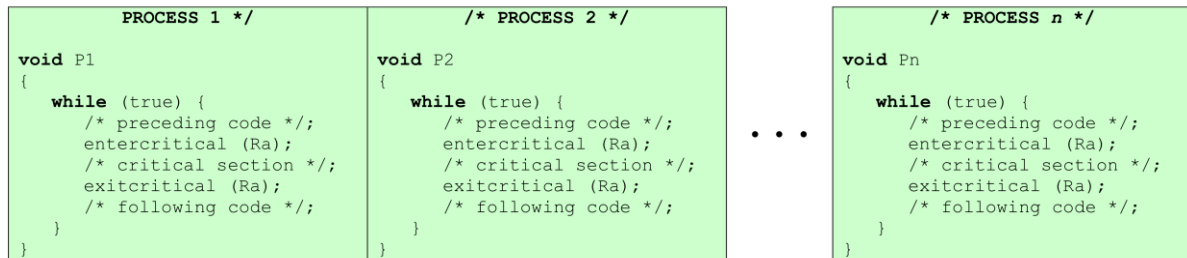 PROCESS 1 */
void P1
{
while (true) {
/* preceding code */;
entercritical (Ra);
/* critical section */;
exitcritical (Ra);
/* following code */;
}
}
/* PROCESS 2 */
void P2
{
while (true) {
/* preceding code */;
entercritical (Ra);
/* critical section */;
exitcritical (Ra);
/* following code */;
}
}
• • •
/* PROCESS n */
void Pn
{
while (true) {
/* preceding code */;
entercritical (Ra);
/* critical section */;
exitcritical (Ra);
/* following code */;
}
}